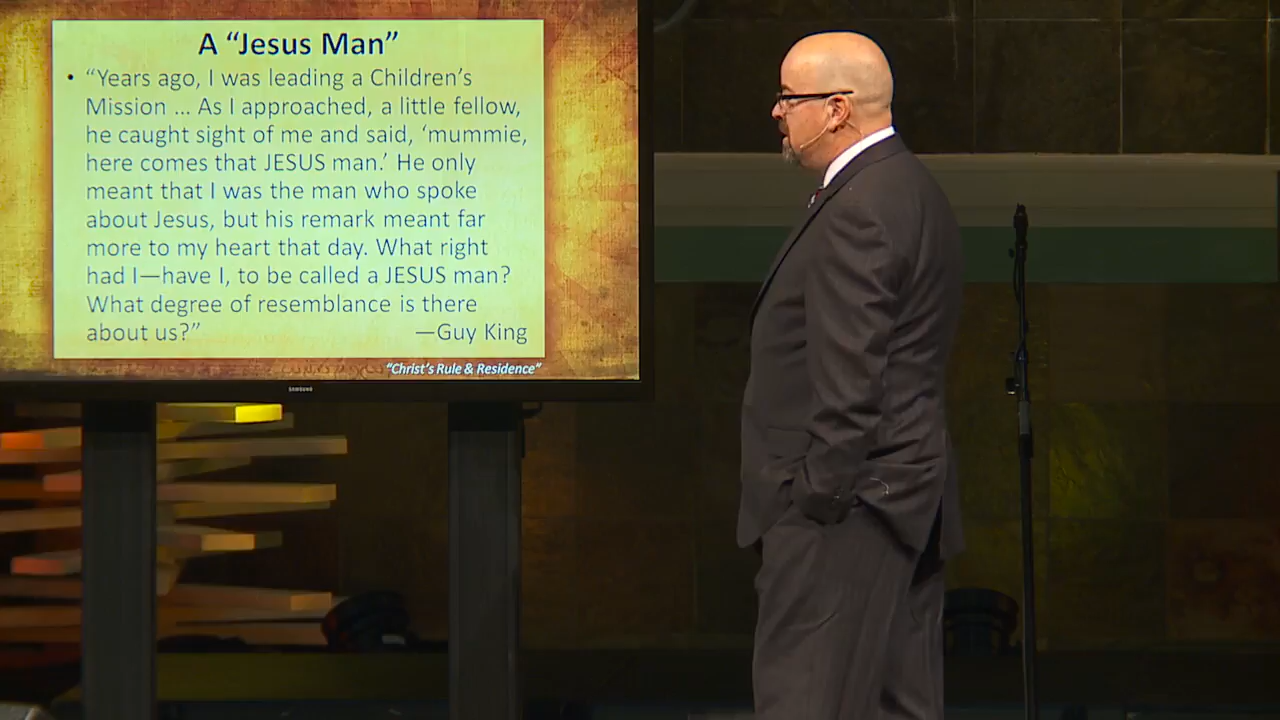 A “Jesus Man”
• “Years ago, I was leading a Children’s
Mission ... As I approached, a little fellow,
he caught sight of me and said, ‘mummie,
here comes that JESUS man.’ He only
meant that I was the man who spoke
about Jesus, but his remark meant far
more to my heart that day. What right
had I—have I, to be called a JESUS man?
What degree of resemblance is there
about us?” —Guy King
“Christ’s Rule & Residence”
SAMSUNG